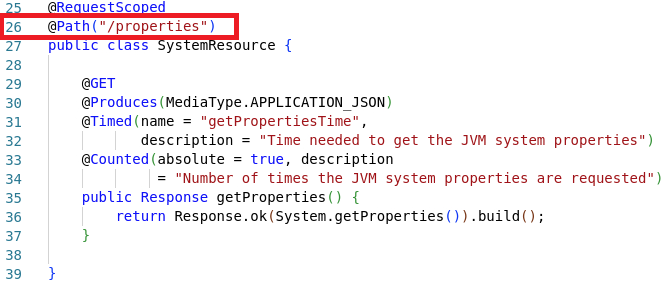 25 @RequestScoped
26 @Path("/properties")
27 public class SystemResource {
28
29     @GET
30     @Produces(MediaType.APPLICATION_JSON)
31     @Timed(name = "getPropertiesTime",
32            description = "Time needed to get the JVM system properties")
33     @Counted(absolute = true, description
34              = "Number of times the JVM system properties are requested")
35     public Response getProperties() {
36         return Response.ok(System.getProperties()).build();
37     }
38
39 }